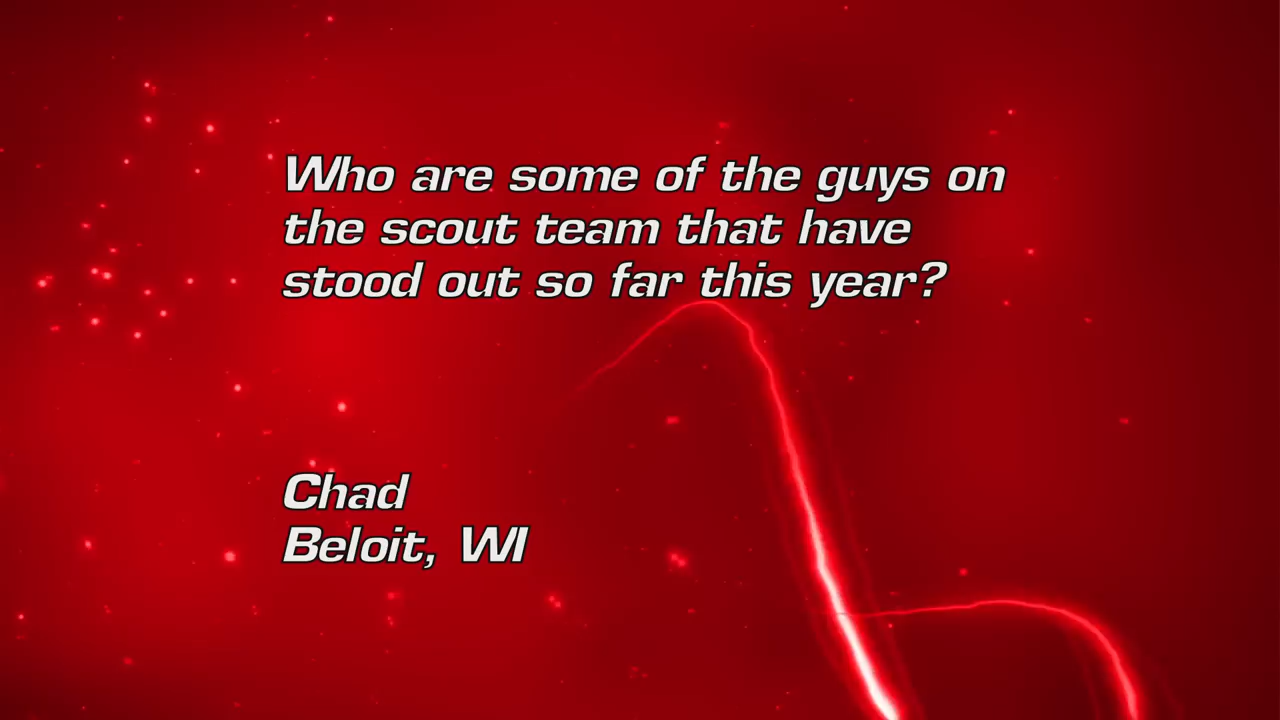 Who are some of the guys on
the scout team that have
stood out so far this year?
Chad
Beloit, WI